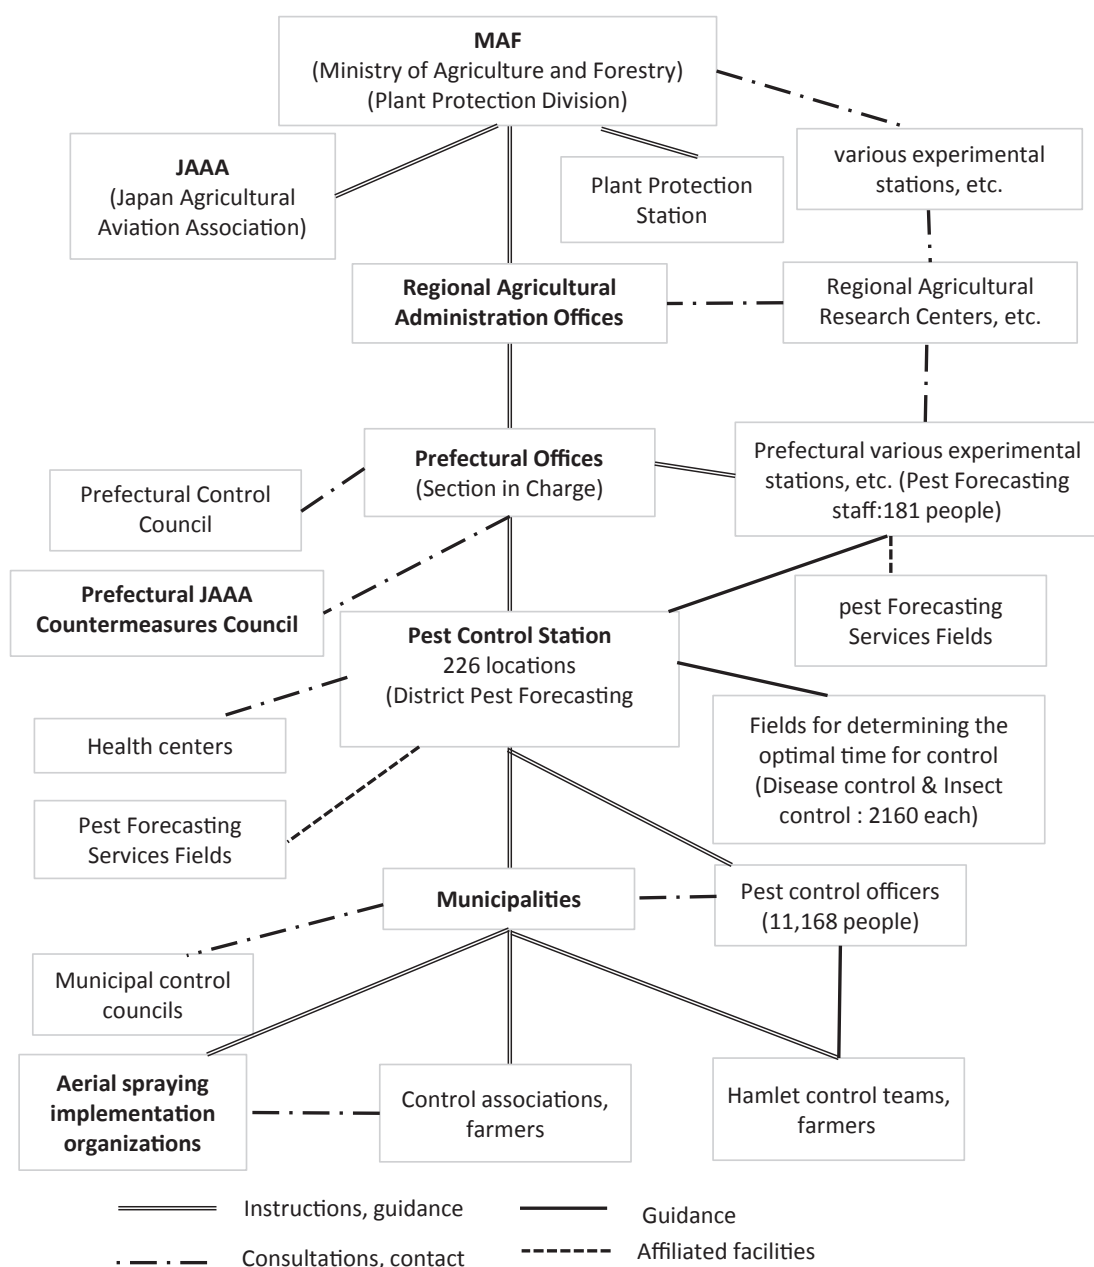 MAF
(Ministry of Agriculture and Forestry)
(Plant Protection Division)
JAAA
(Japan Agricultural
Aviation Association)
Plant Protection
Station
various experimental
stations, etc.
Regional Agricultural
Administration Offices
Regional Agricultural
Research Centers, etc.
Prefectural Offices
(Section in Charge)
Prefectural various experimental
stations, etc. (Pest Forecasting
staff:181 people)
Prefectural Control
Council
Prefectural JAAA
Countermeasures Council
pest Forecasting
Services Fields
Pest Control Station
226 locations
(District Pest Forecasting
Health centers
Fields for determining the
optimal time for control
(Disease control & Insect
control : 2160 each)
Pest Forecasting
Services Fields
Municipalities
Pest control officers
(11,168 people)
Municipal control
councils
Aerial spraying
implementation
organizations
Control associations,
farmers
Hamlet control teams,
farmers
Instructions, guidance
Guidance
Consultations, contact
Affiliated facilities